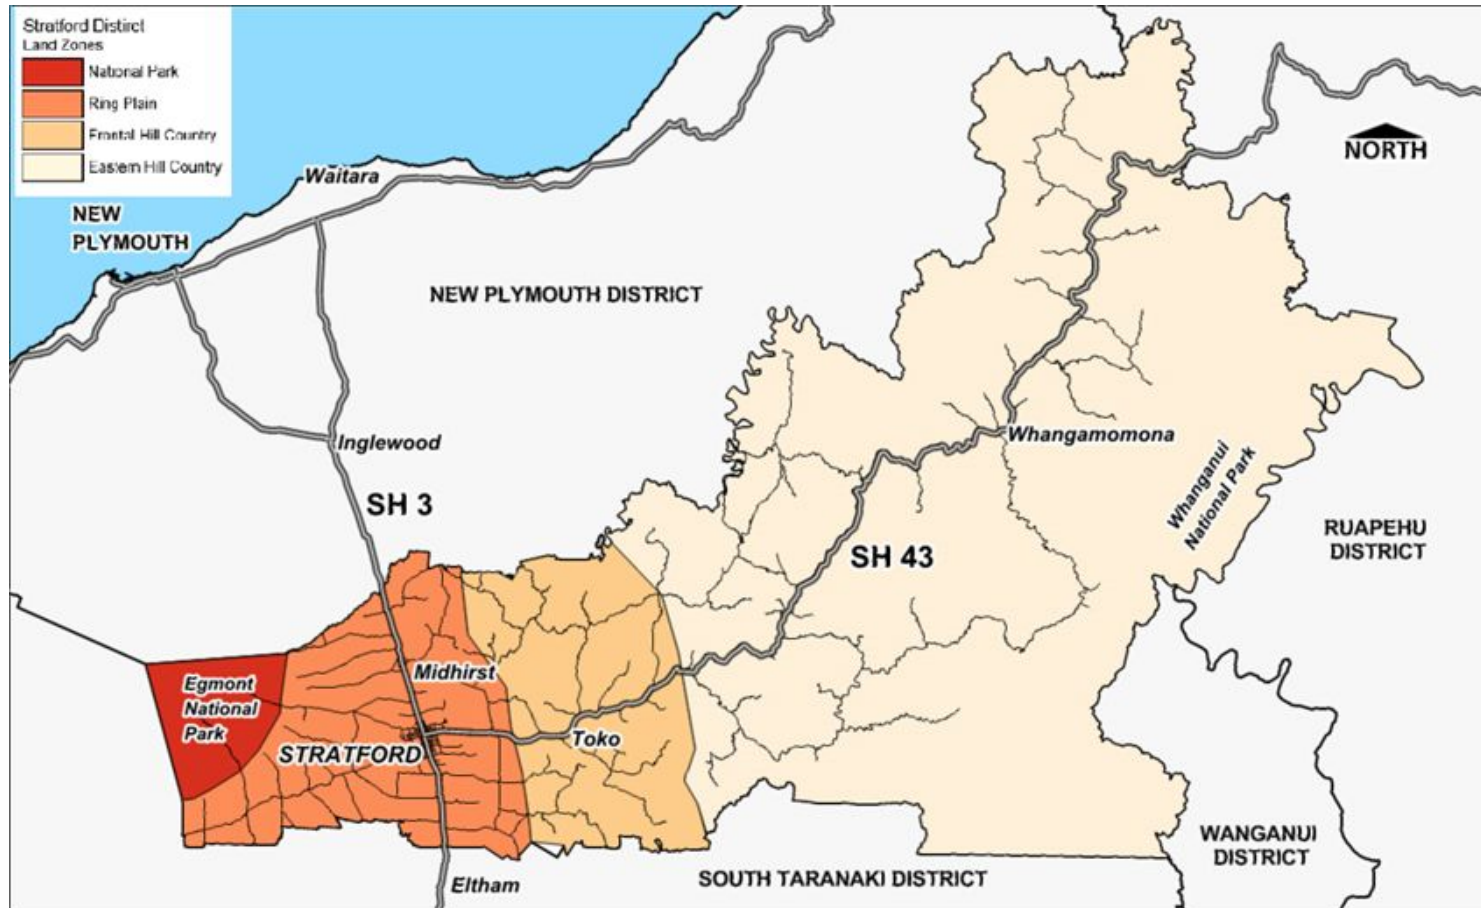 Stratford Distirct
Land Zones
National Park
Ring Plain
Frontal Hill Country
Eastern Hill Country
NORTH
Waitara
NEW
PLYMOUTH
NEW PLYMOUTH DISTRICT
Inglewood
Whangamomona
Whanganui
National Park
SH 3
SH 43
RUAPEHU
DISTRICT
Egmont
National
Park
Midhirst
STRATFORD
Toko
WANGANUI
DISTRICT
Eltham
SOUTH TARANAKI DISTRICT